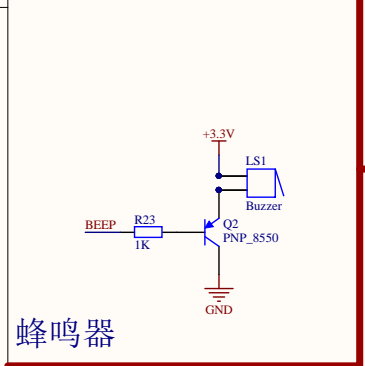 +3.3V
LS1
Buzzer
BEEP
R23
1K
Q2
PNP_8550
GND
蜂鸣器